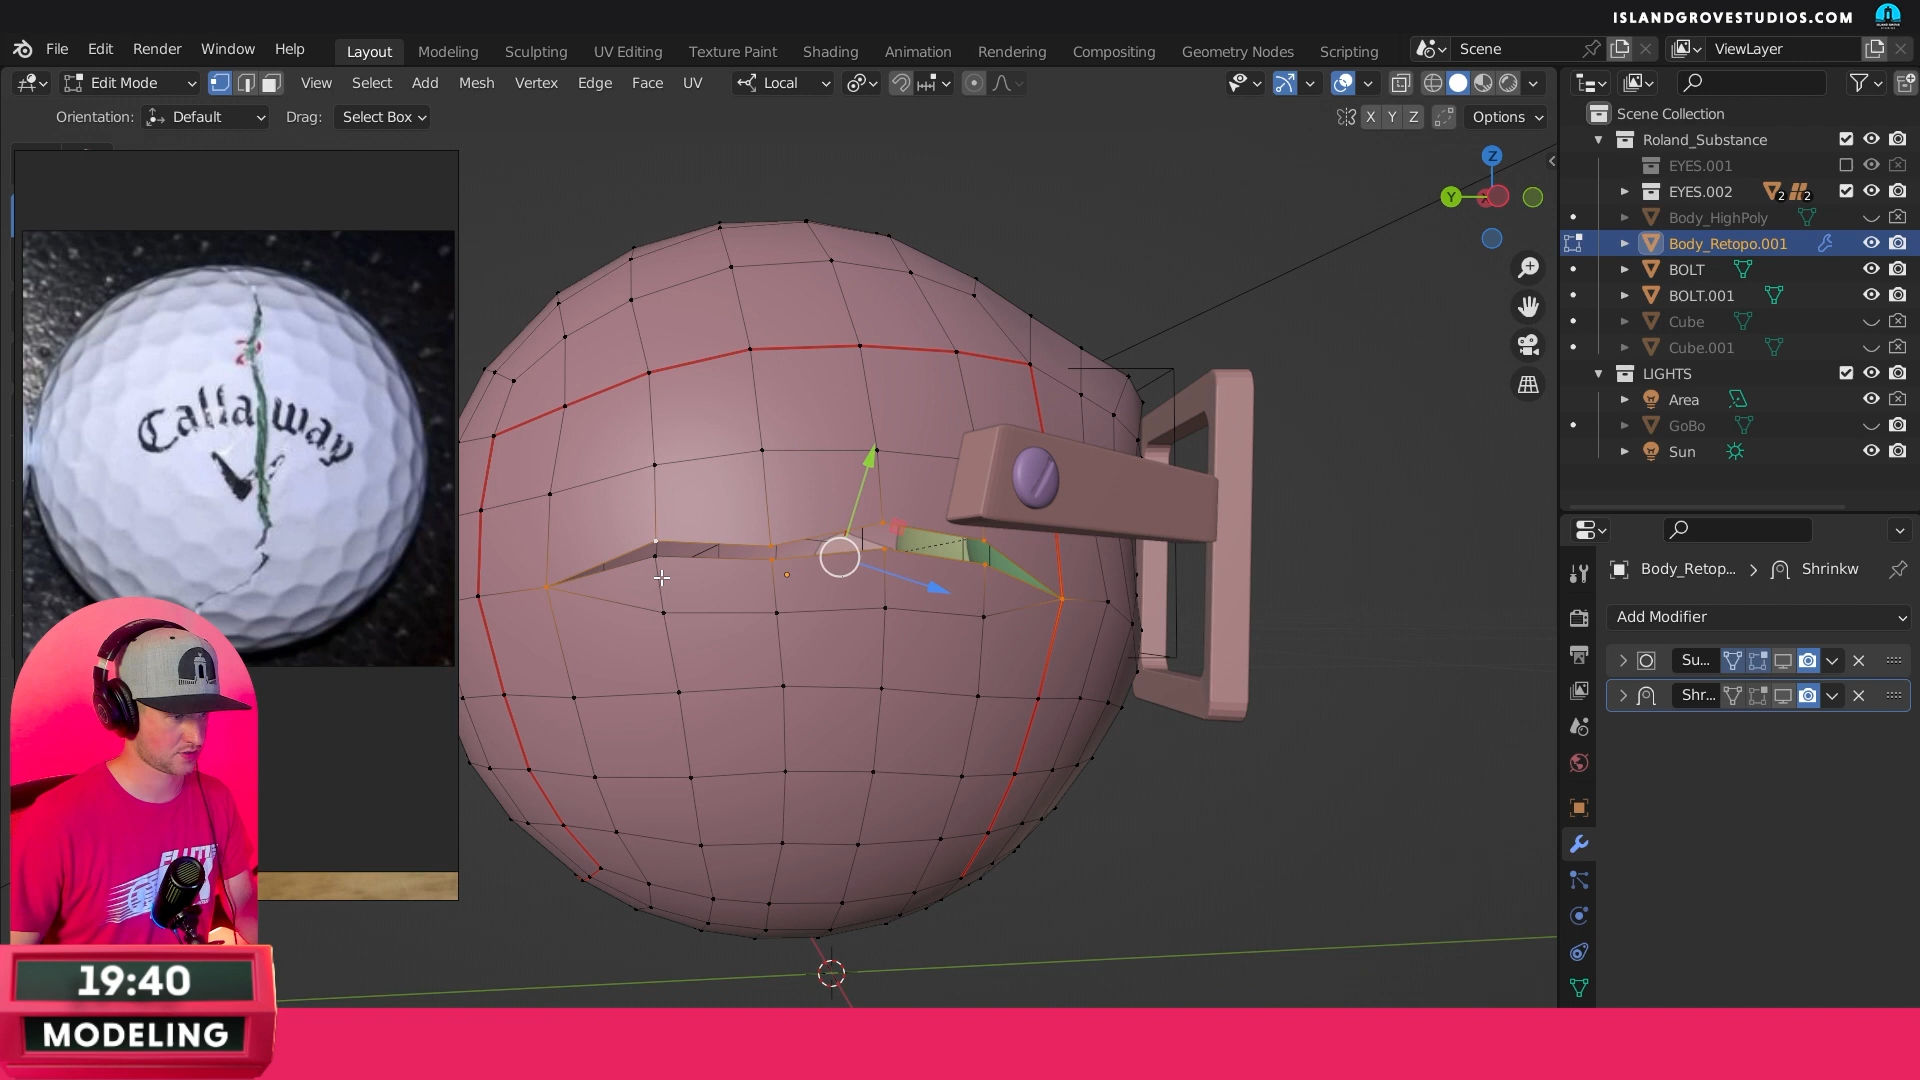 ISLANDGROVESTUDIOS.COM
File Edit Render Window Help Layout Modeling Sculpting UV Editing Texture Paint Shading Animation Rendering Compositing Geometry Nodes Scripting Scene ViewLayer
Edit Mode View Select Add Mesh Vertex Edge Face UV Local
Orientation: Default Drag: Select Box X Y Z Options
Scene Collection
Roland_Substance
EYES.001
EYES.002 2 2
Body_HighPoly
Body_Retopo.001
BOLT
BOLT.001
Cube
Cube.001
LIGHTS
Area
GoBo
Sun
Z
Y
Callaway
Body_Retop... > Shrinkw
Add Modifier
Su...
Shr...
19:40
MODELING